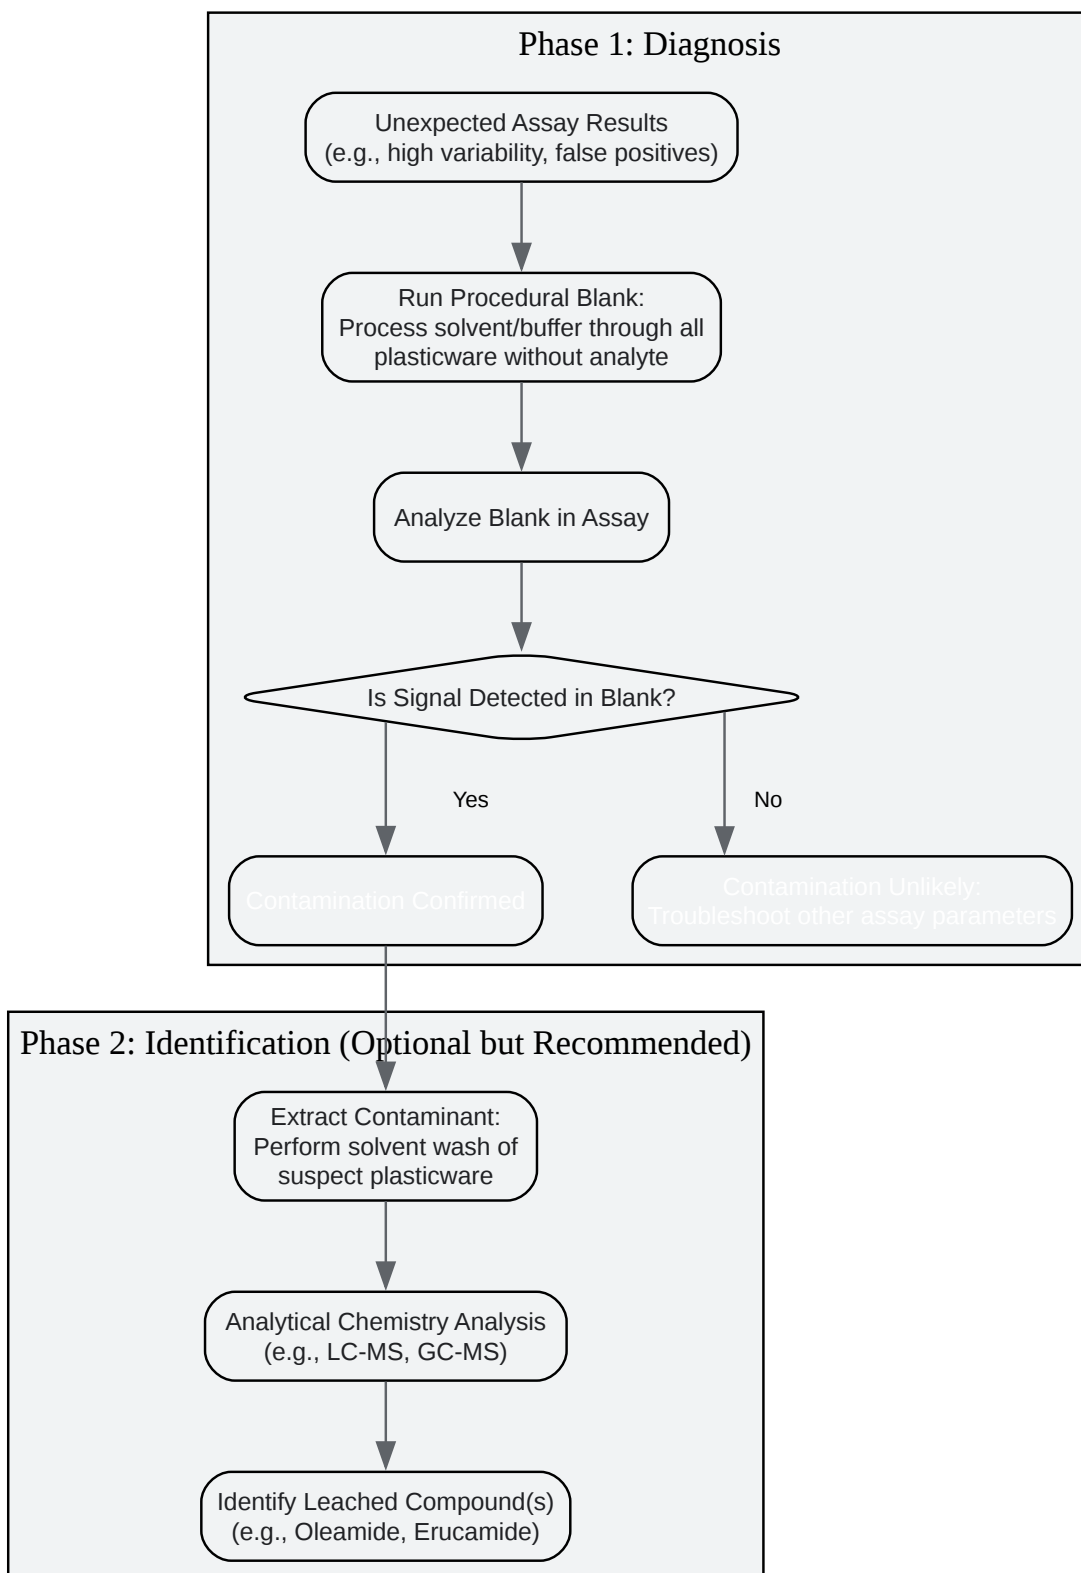 Phase 1: Diagnosis
Unexpected Assay Results
(e.g., high variability, false positives)
Run Procedural Blank:
Process solvent/buffer through all
plasticware without analyte
Analyze Blank in Assay
Is Signal Detected in Blank?
Yes
No
Contamination Confirmed
Contamination Unlikely:
Troubleshoot other assay parameters
Phase 2: Identification (Optional but Recommended)
Extract Contaminant:
Perform solvent wash of
suspect plasticware
Analytical Chemistry Analysis
(e.g., LC-MS, GC-MS)
Identify Leached Compound(s)
(e.g., Oleamide, Erucamide)